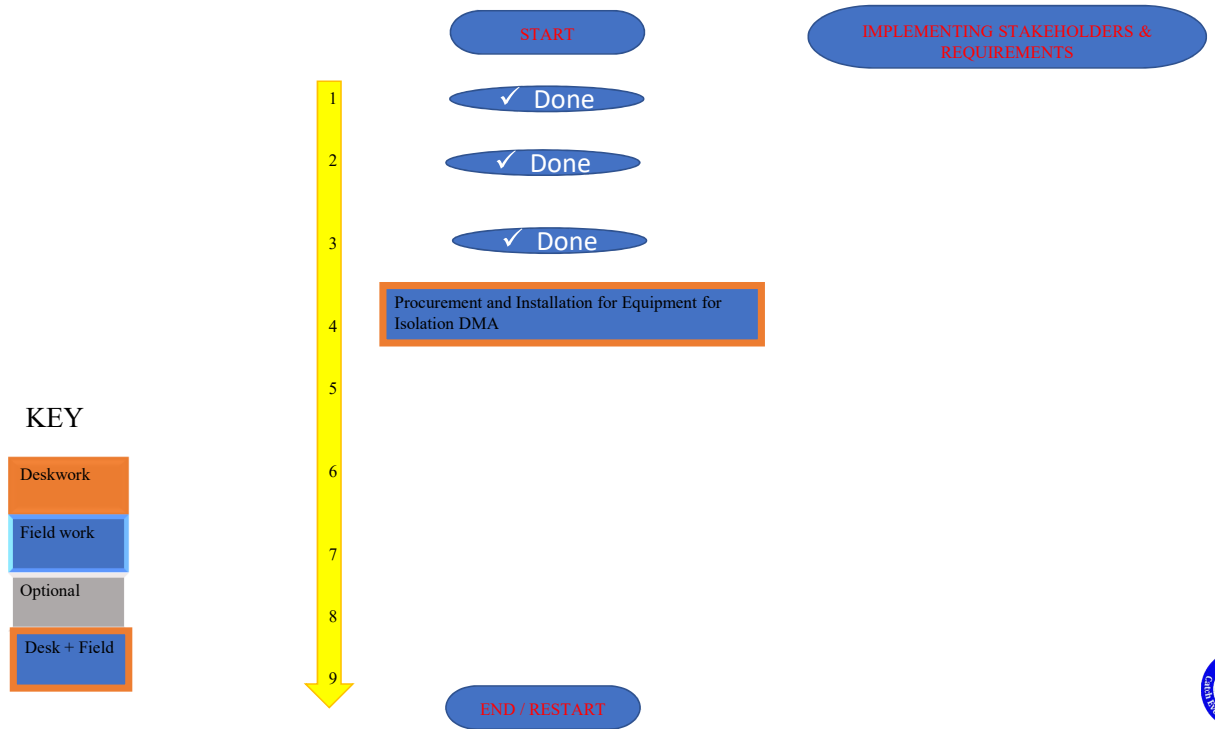 START
IMPLEMENTING STAKEHOLDERS &
REQUIREMENTS
1
✓ Done
2
✓ Done
3
✓ Done
Procurement and Installation for Equipment for
Isolation DMA
4
5
KEY
6
Deskwork
Field work
7
Optional
8
Desk + Field
9
END / RESTART
Catch